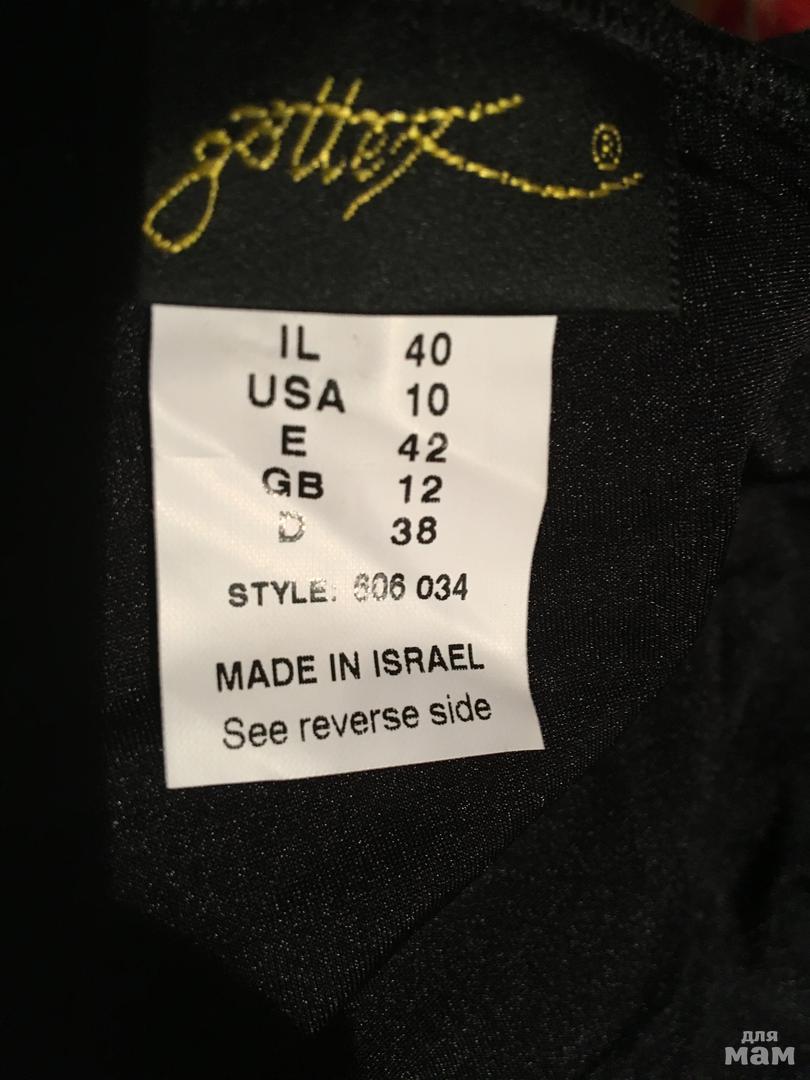 gottex ®
IL 40
USA 10
E 42
GB 12
D 38
STYLE: 606 034
MADE IN ISRAEL
See reverse side
для
мам